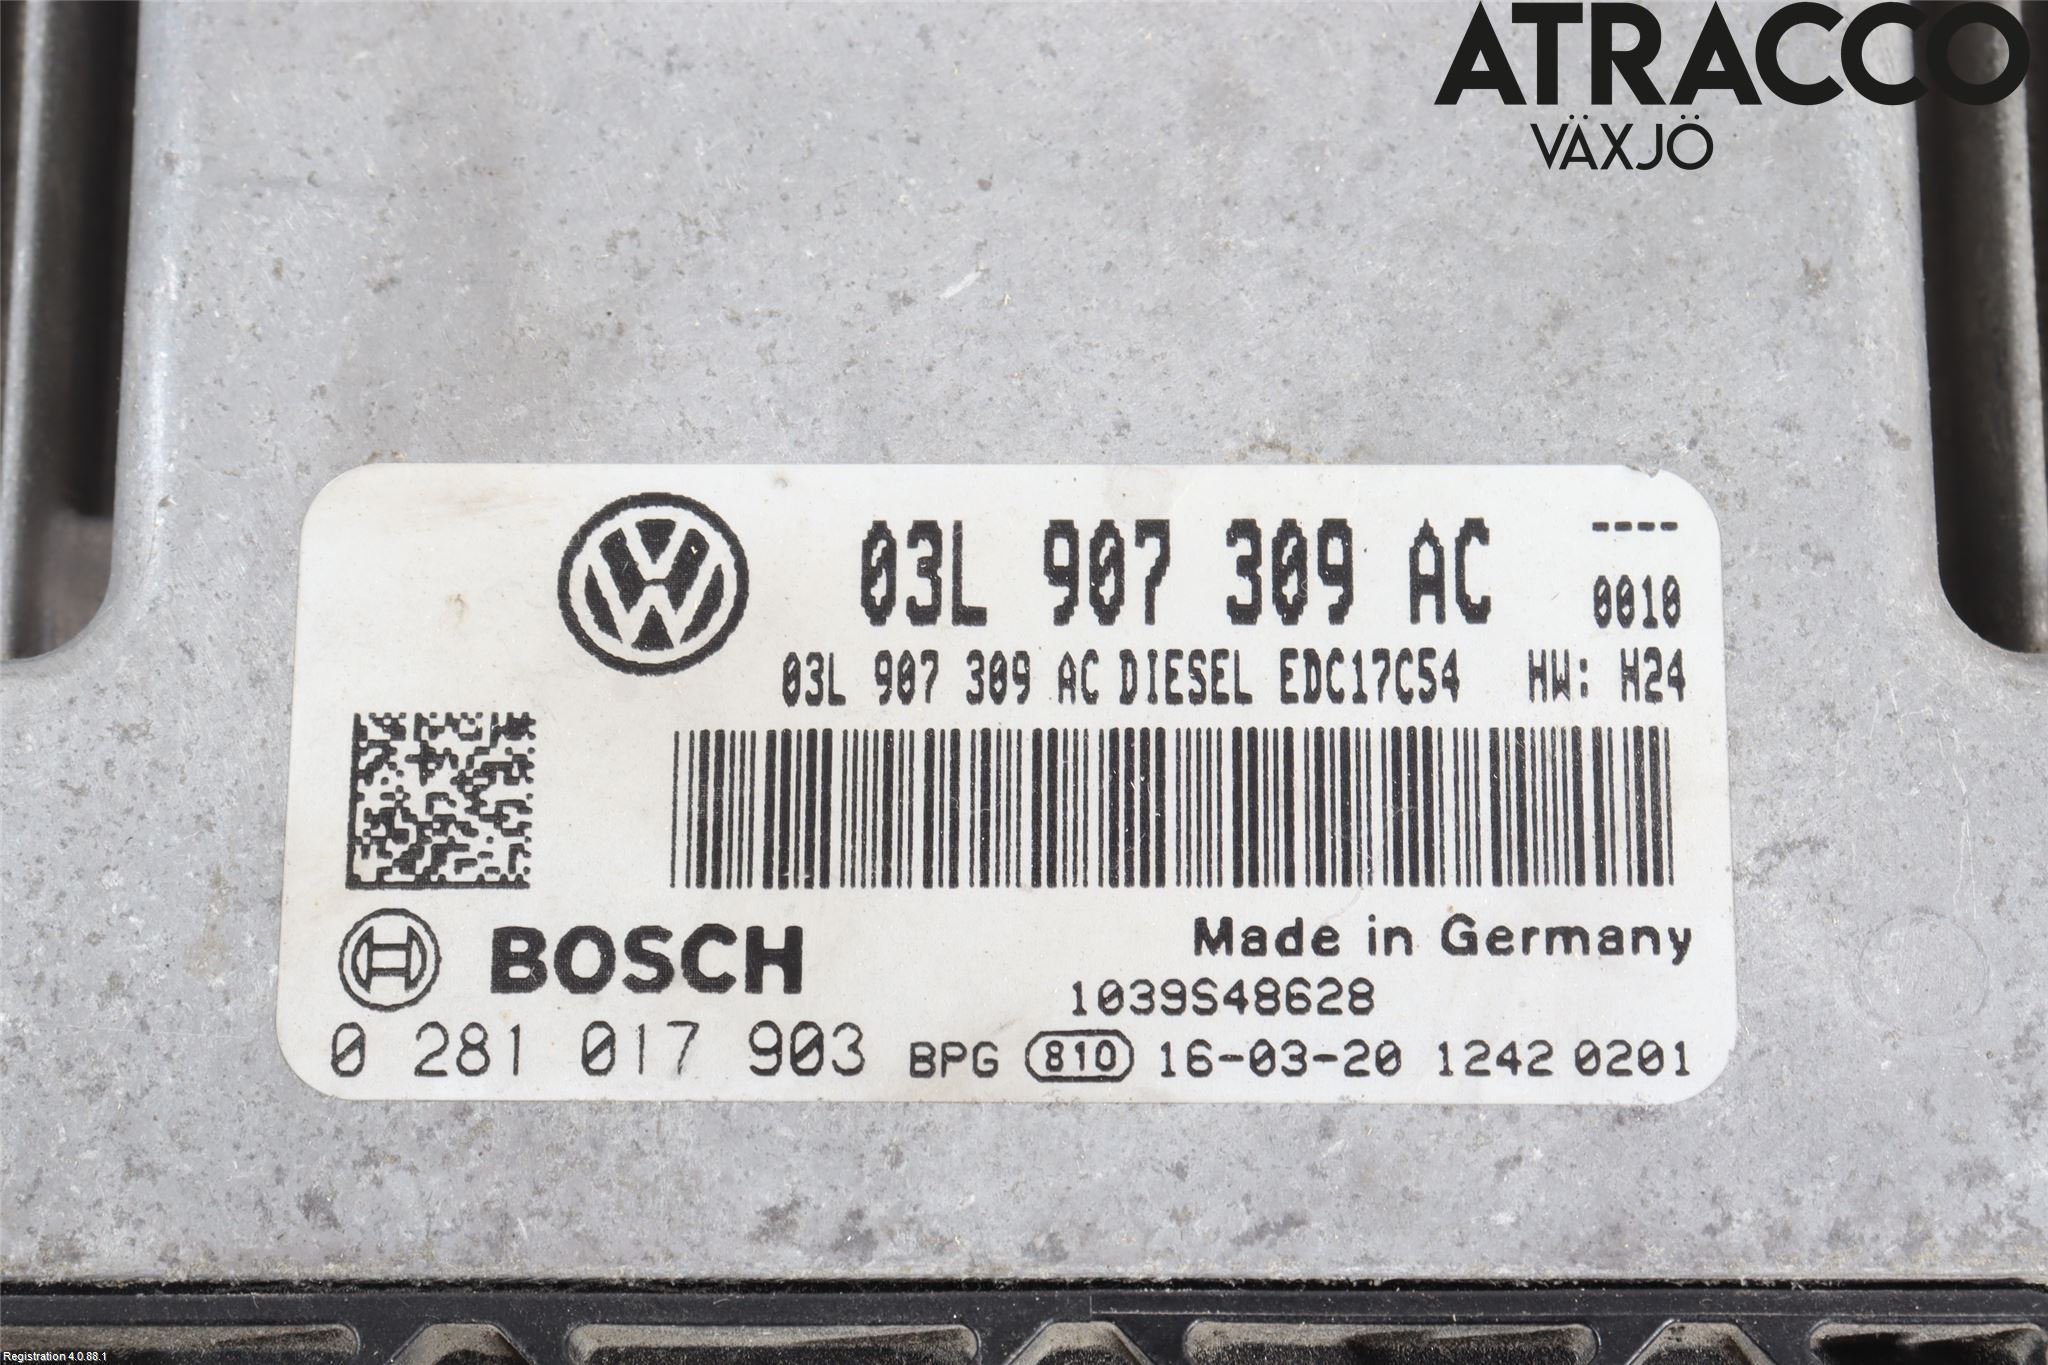 ATRACCO
VÄXJÖ
03L 907 309 AC ----
0010
03L 907 309 AC DIESEL EDC17C54 HW: H24
BOSCH
Made in Germany
1039S48628
0 281 017 903 BPG 810 16-03-20 1242 0201
Registration 4.0.88.1